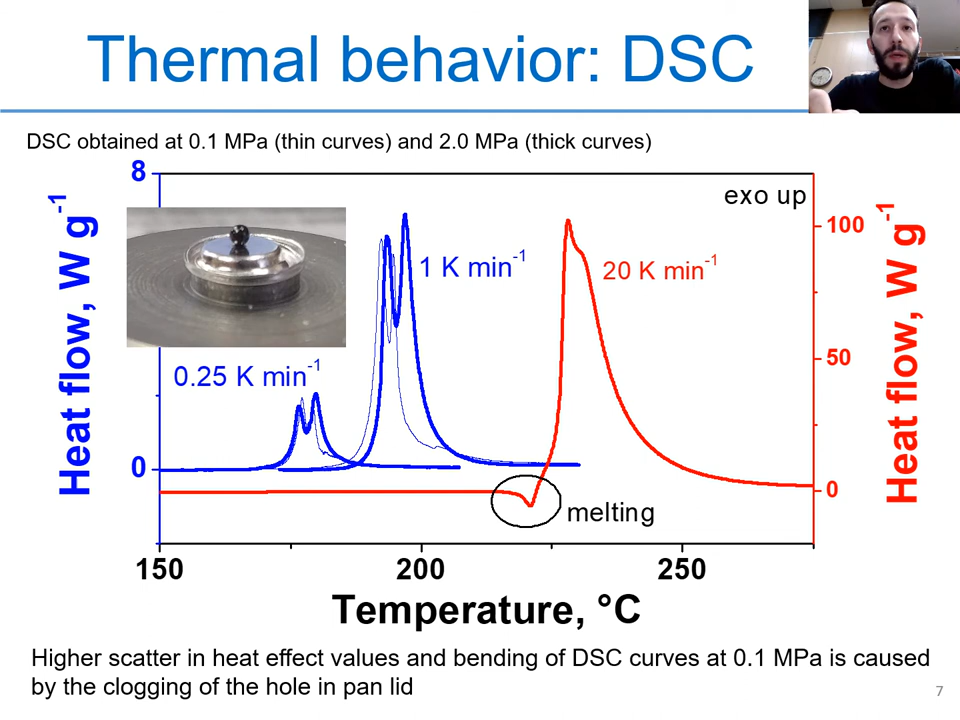 Thermal behavior: DSC
DSC obtained at 0.1 MPa (thin curves) and 2.0 MPa (thick curves)
8
exo up
100
1 K min-1
20 K min-1
50
0.25 K min-1
0
0
melting
150
200
250
Heat flow, W g-1
Heat flow, W g-1
Temperature, °C
Higher scatter in heat effect values and bending of DSC curves at 0.1 MPa is caused
by the clogging of the hole in pan lid
7